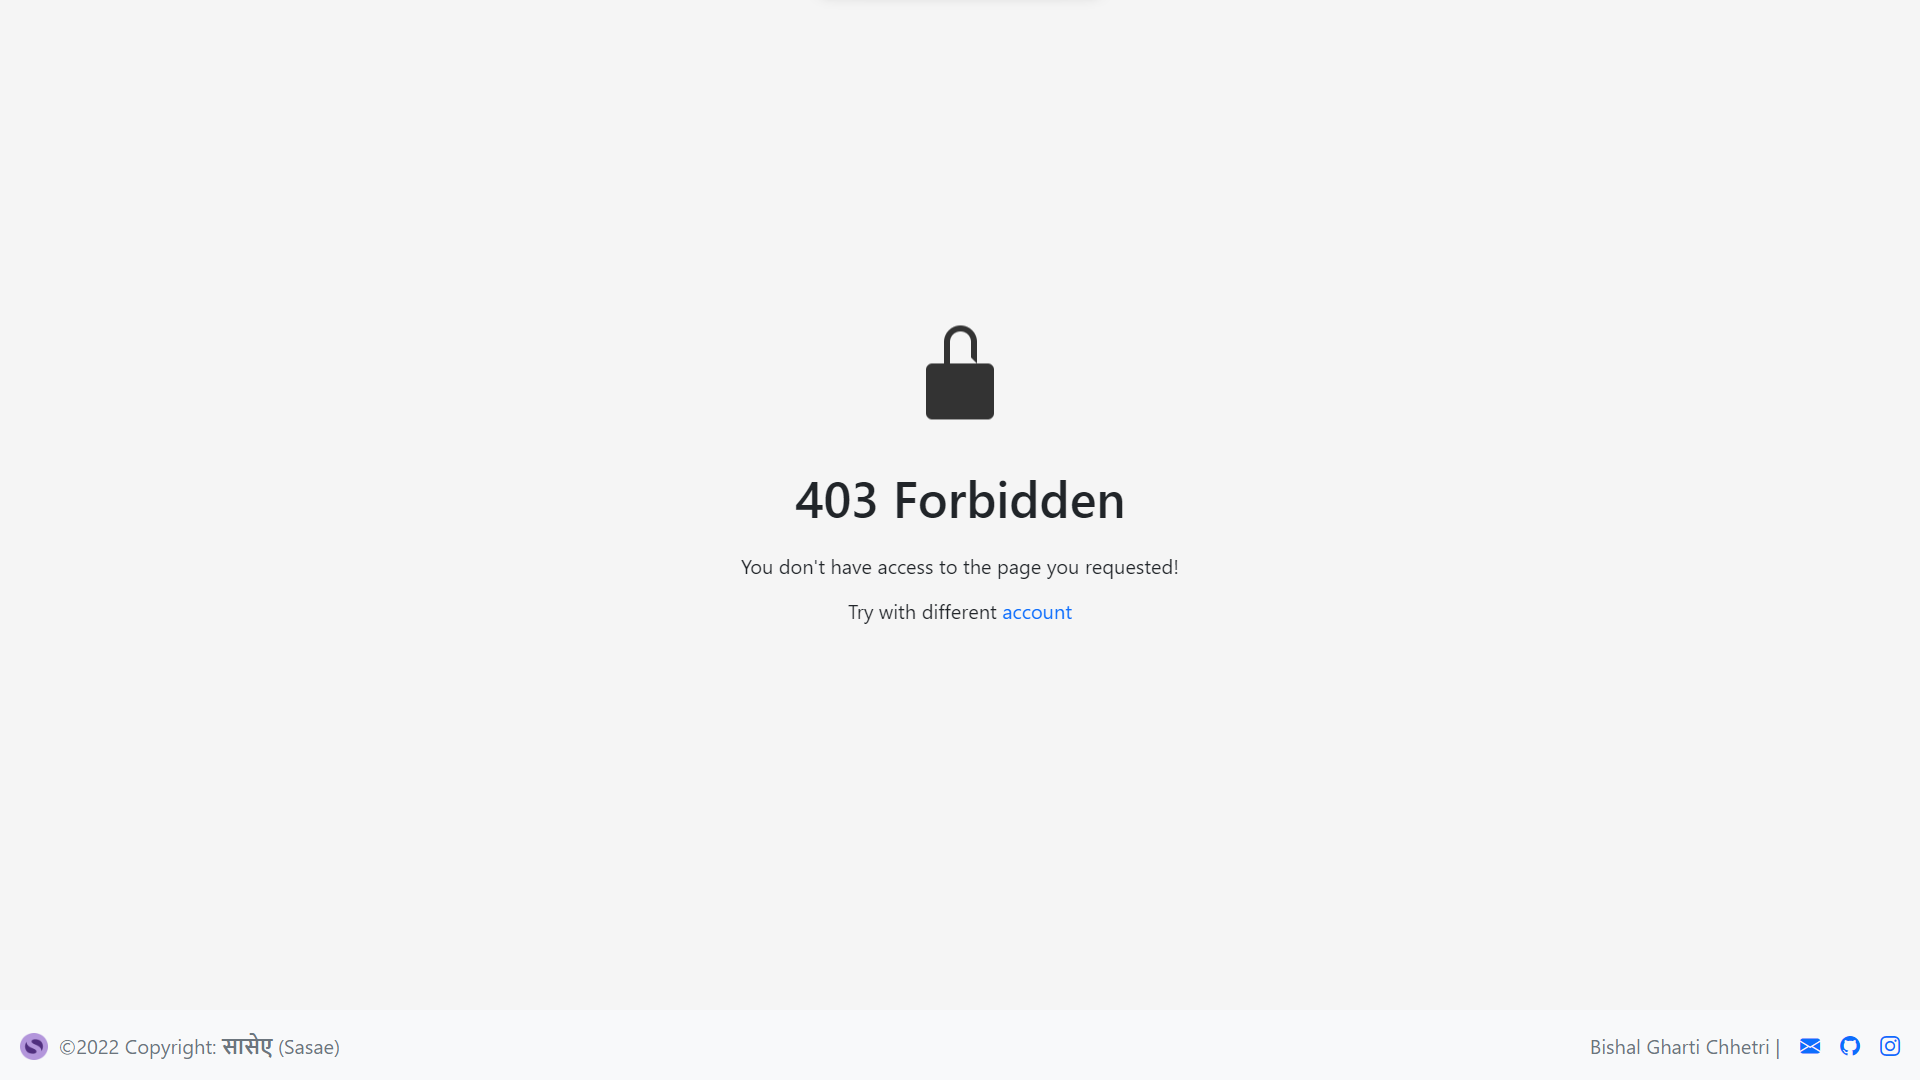 403 Forbidden
You don't have access to the page you requested!
Try with different account
©2022 Copyright: सासेए (Sasae)
Bishal Gharti Chhetri |